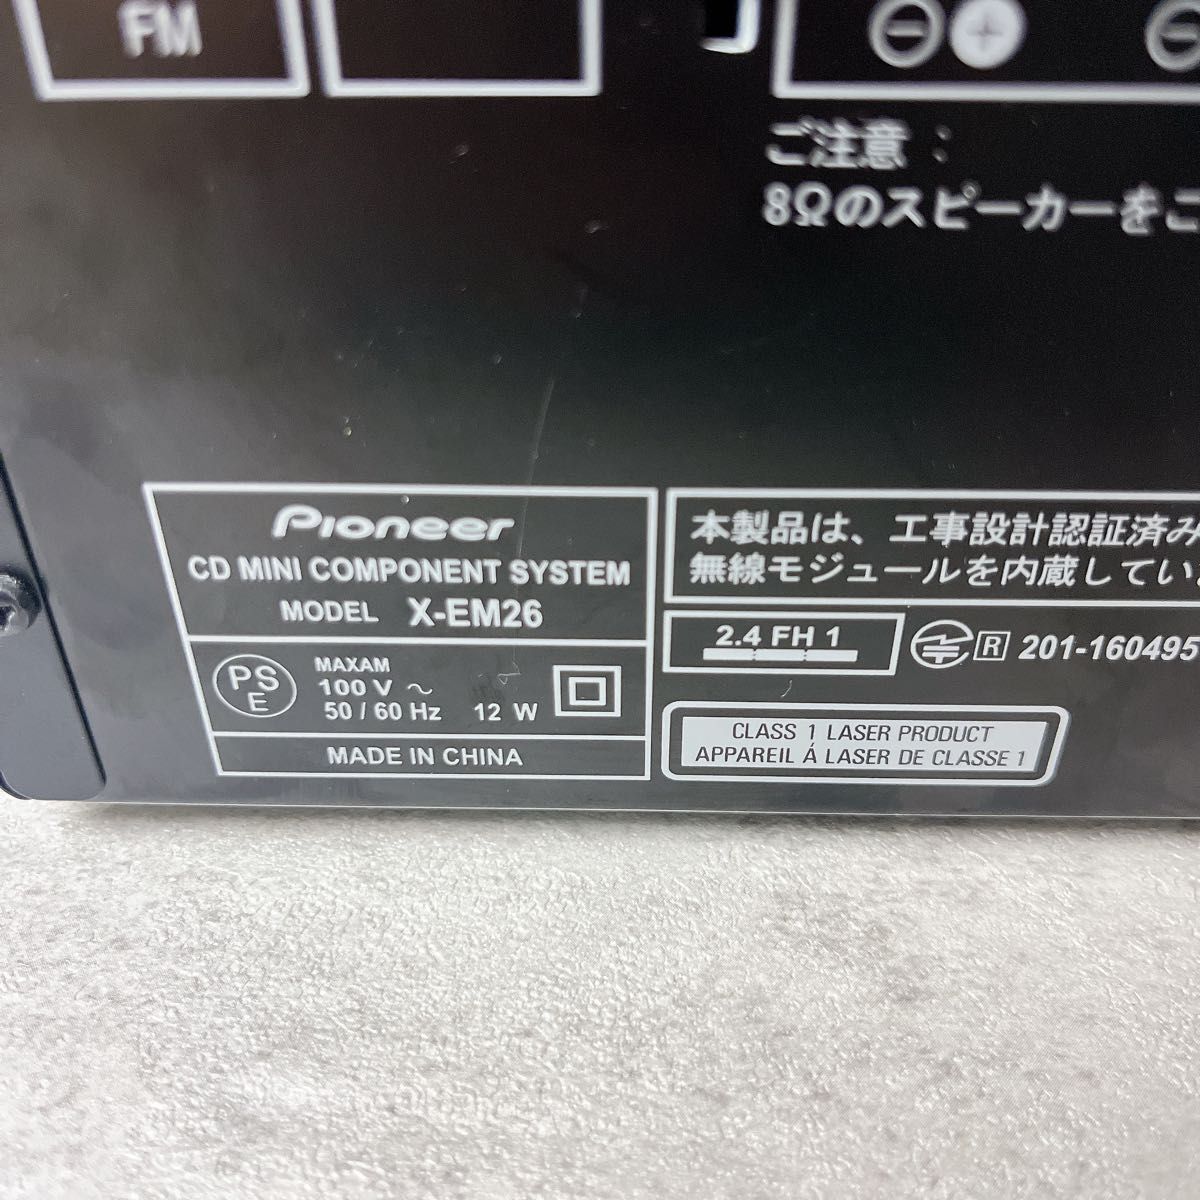 FM
ご注意：
8Ωのスピーカーをご
Pioneer
CD MINI COMPONENT SYSTEM
MODEL X-EM26
PS
E
MAXAM
100 V ～
50 / 60 Hz 12 W
MADE IN CHINA
本製品は、工事設計認証済み
無線モジュールを内蔵してい
2.4 FH 1
R 201-160495
CLASS 1 LASER PRODUCT
APPAREIL Á LASER DE CLASSE 1